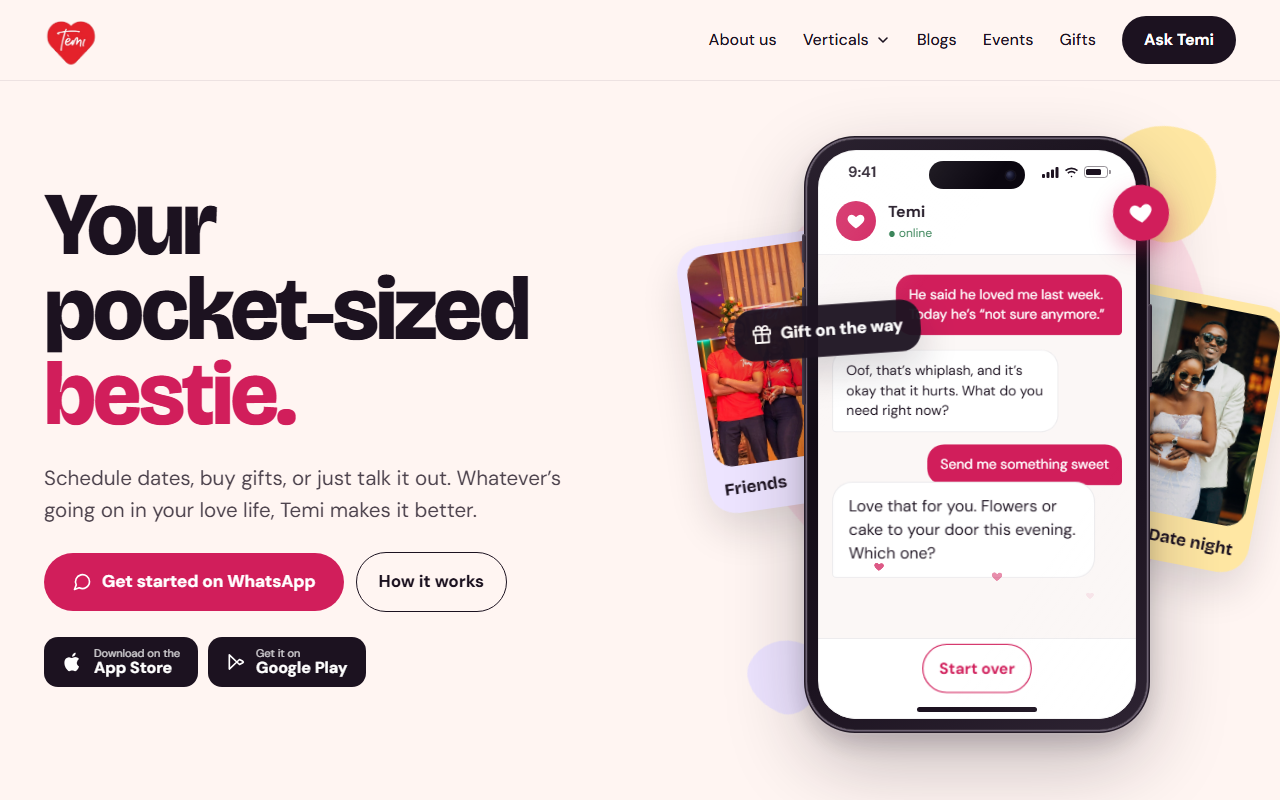 Temi
About us
Verticals
Blogs
Events
Gifts
Ask Temi
Your
pocket-sized
bestie.
Schedule dates, buy gifts, or just talk it out. Whatever’s
going on in your love life, Temi makes it better.
Get started on WhatsApp
How it works
Download on the
App Store
Get it on
Google Play
Friends
Gift on the way
9:41
Temi
● online
He said he loved me last week.
oday he’s “not sure anymore.”
Oof, that’s whiplash, and it’s
okay that it hurts. What do you
need right now?
Send me something sweet
Love that for you. Flowers or
cake to your door this evening.
Which one?
Start over
Date night